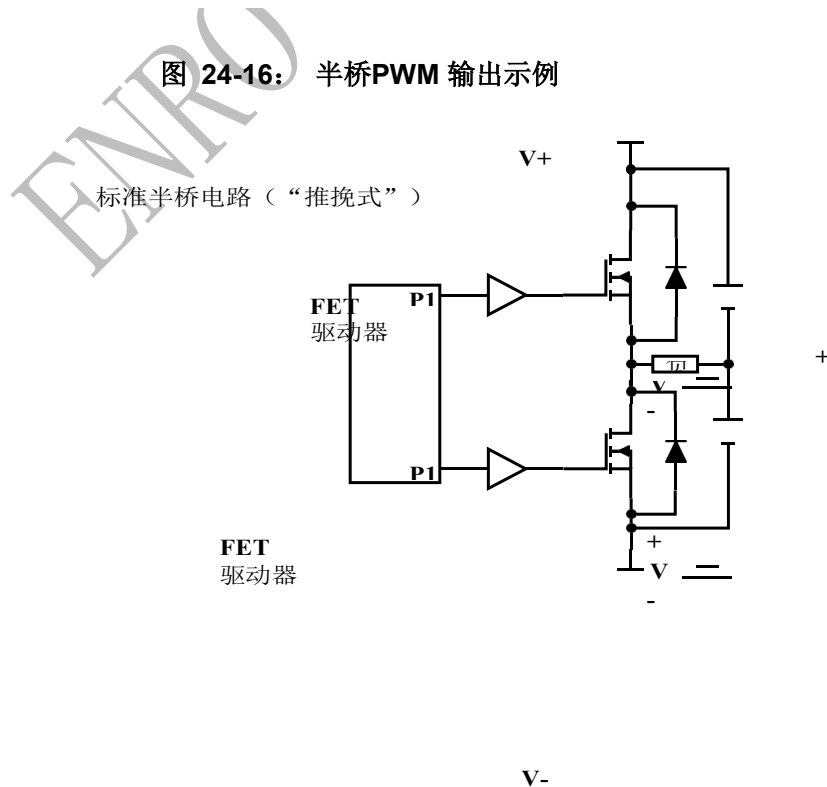 图 24-16： 半桥PWM 输出示例
V+
标准半桥电路（“推挽式”）
FET
驱动器
P1
+
V
-
P1
FET
驱动器
+
V
-
V-
ENRO